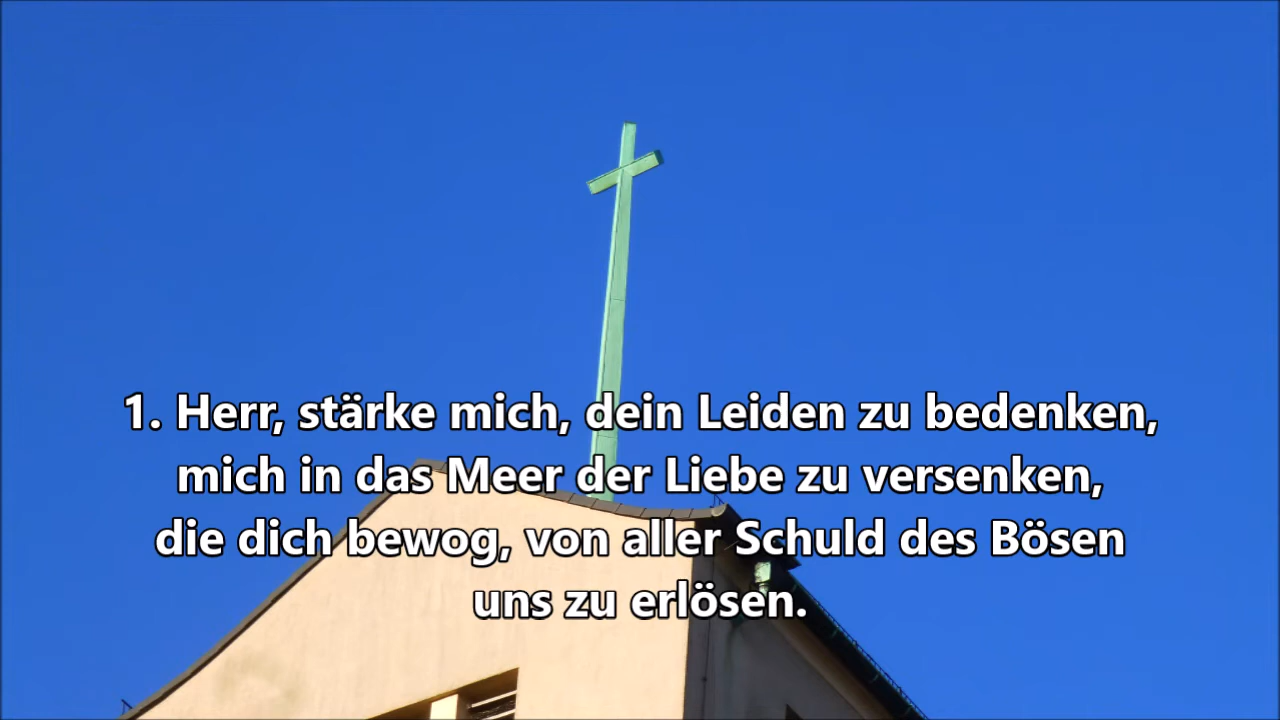 1. Herr, stärke mich, dein Leiden zu bedenken,
mich in das Meer der Liebe zu versenken,
die dich bewog, von aller Schuld des Bösen
uns zu erlösen.